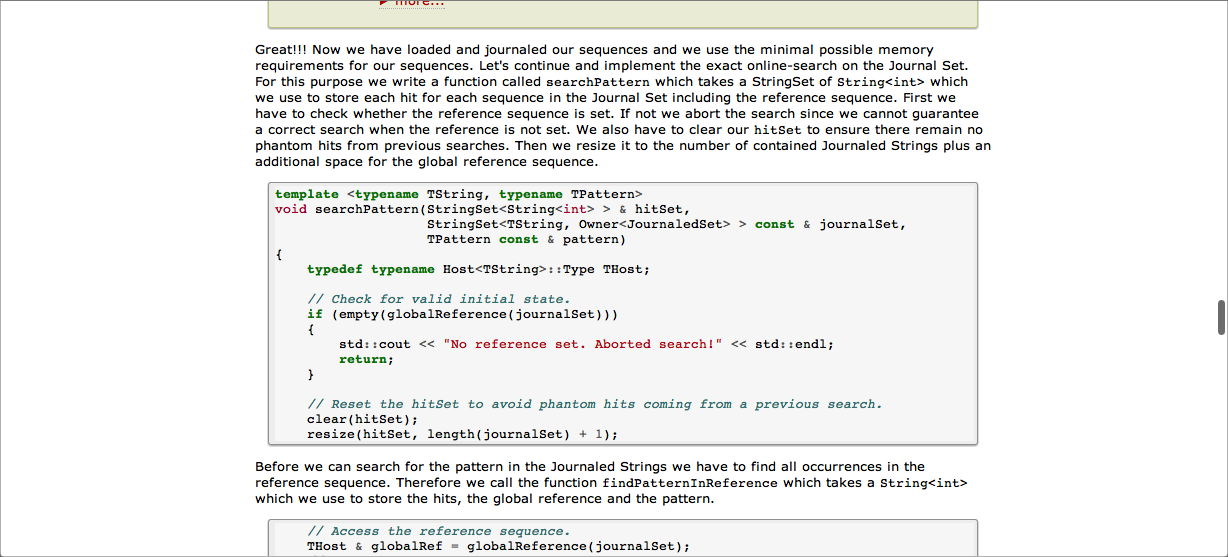 more...
Great!!! Now we have loaded and journaled our sequences and we use the minimal possible memory
requirements for our sequences. Let's continue and implement the exact online-search on the Journal Set.
For this purpose we write a function called searchPattern which takes a StringSet of String<int> which
we use to store each hit for each sequence in the Journal Set including the reference sequence. First we
have to check whether the reference sequence is set. If not we abort the search since we cannot guarantee
a correct search when the reference is not set. We also have to clear our hitSet to ensure there remain no
phantom hits from previous searches. Then we resize it to the number of contained Journaled Strings plus an
additional space for the global reference sequence.
template <typename TString, typename TPattern>
void searchPattern(StringSet<String<int> > & hitSet,
StringSet<TString, Owner<JournaledSet> > const & journalSet,
TPattern const & pattern)
{
typedef typename Host<TString>::Type THost;
// Check for valid initial state.
if (empty(globalReference(journalSet)))
{
std::cout << "No reference set. Aborted search!" << std::endl;
return;
}
// Reset the hitSet to avoid phantom hits coming from a previous search.
clear(hitSet);
resize(hitSet, length(journalSet) + 1);
Before we can search for the pattern in the Journaled Strings we have to find all occurrences in the
reference sequence. Therefore we call the function findPatternInReference which takes a String<int>
which we use to store the hits, the global reference and the pattern.
// Access the reference sequence.
THost & globalRef = globalReference(journalSet);